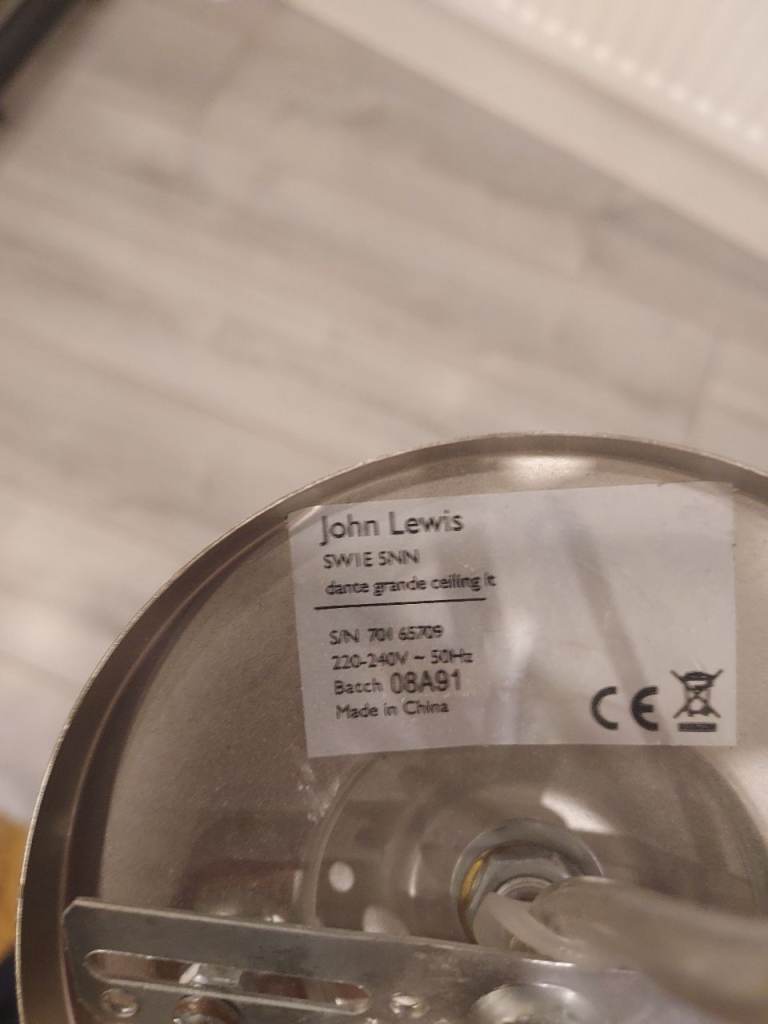 John Lewis
SW1E 5NN
dante grande ceiling lt
S/N 701 65709
220-240V ~ 50Hz
Batch 08A91
Made in China
CE